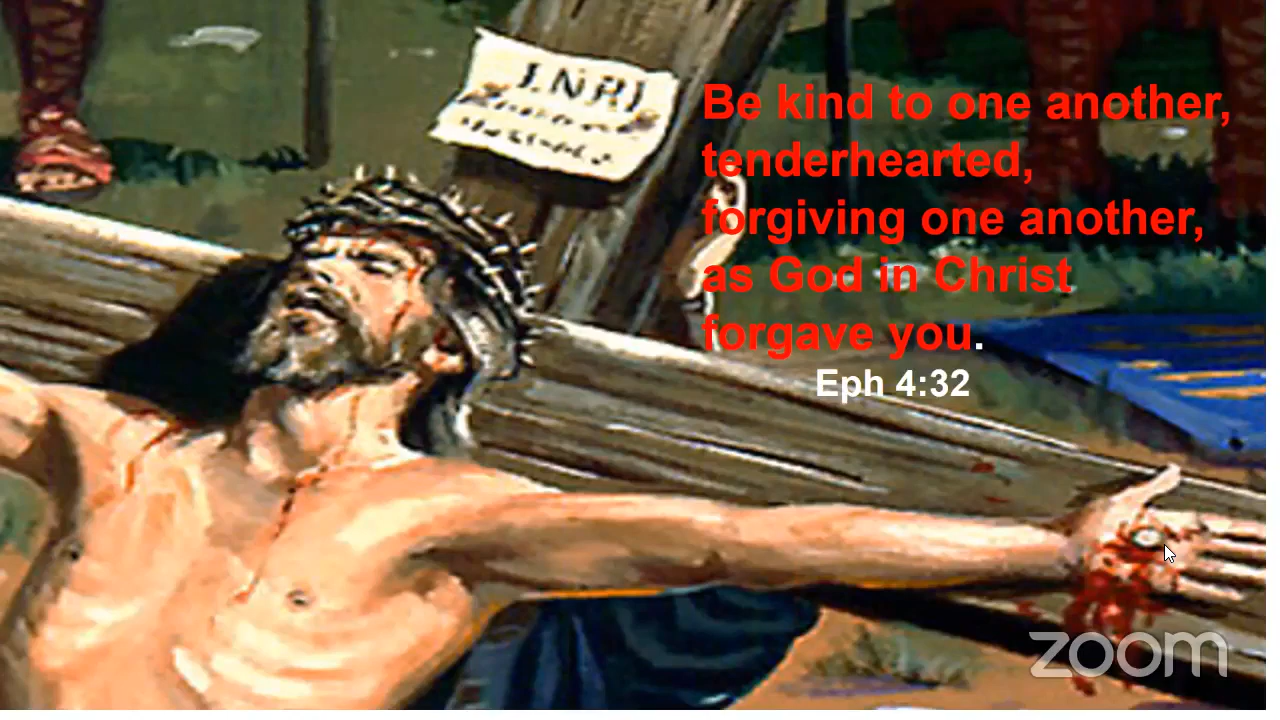 I.N.R.I
Be kind to one another,
tenderhearted,
forgiving one another,
as God in Christ
forgave you.
Eph 4:32
zoom